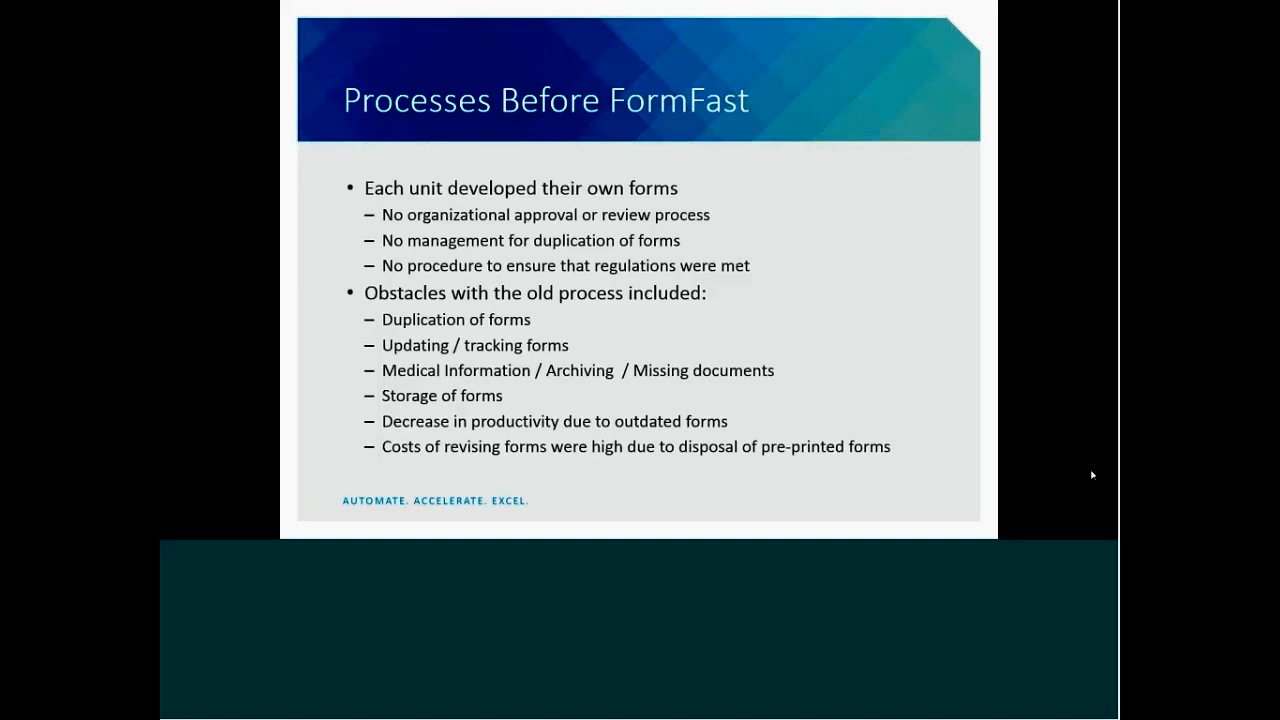 Processes Before FormFast
• Each unit developed their own forms
– No organizational approval or review process
– No management for duplication of forms
– No procedure to ensure that regulations were met
• Obstacles with the old process included:
– Duplication of forms
– Updating / tracking forms
– Medical Information / Archiving / Missing documents
– Storage of forms
– Decrease in productivity due to outdated forms
– Costs of revising forms were high due to disposal of pre-printed forms
AUTOMATE. ACCELERATE. EXCEL.